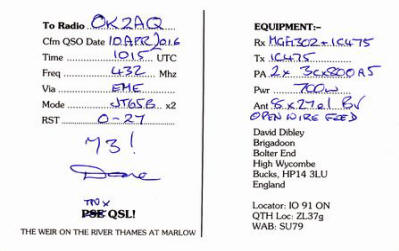 To Radio OK2AQ
Cfm QSO Date 10 APR 2016
Time 1015 UTC
Freq 432 Mhz
Via EME
Mode JT65B x2
RST O-27
73!
Dave
TNX
PSE QSL!
THE WEIR ON THE RIVER THAMES AT MARLOW
EQUIPMENT:-
Rx MGF1302 + IC475
Tx IC475
PA 2x 3CX800A5
Pwr 700W
Ant 8x27el BV
OPEN WIRE FEED
David Dibley
Brigadoon
Bolter End
High Wycombe
Bucks, HP14 3LU
England
Locator: IO 91 ON
QTH Loc: ZL37g
WAB: SU79